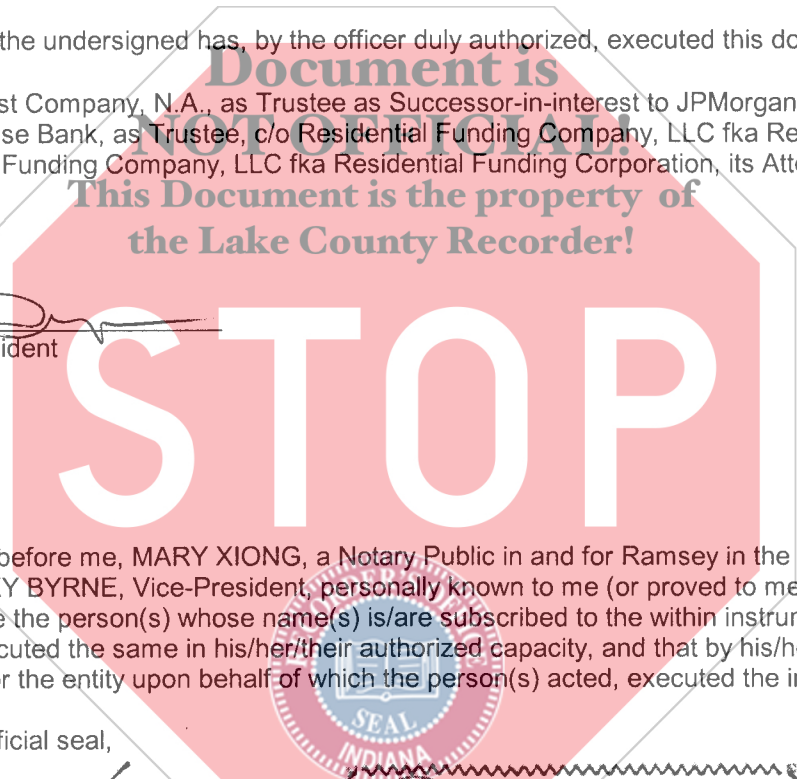 the undersigned has, by the officer duly authorized, executed this do
Document is
st Company, N.A., as Trustee as Successor-in-interest to JPMorgan
NOT OFFICIAL!
se Bank, as Trustee, c/o Residential Funding Company, LLC fka Re
Funding Company, LLC fka Residential Funding Corporation, its Atto
This Document is the property of
the Lake County Recorder!
ident
STOP
before me, MARY XIONG, a Notary Public in and for Ramsey in the
Y BYRNE, Vice-President, personally known to me (or proved to me
e the person(s) whose name(s) is/are subscribed to the within instrum
cuted the same in his/her/their authorized capacity, and that by his/he
or the entity upon behalf of which the person(s) acted, executed the in
SEAL
INDIANA
ficial seal,